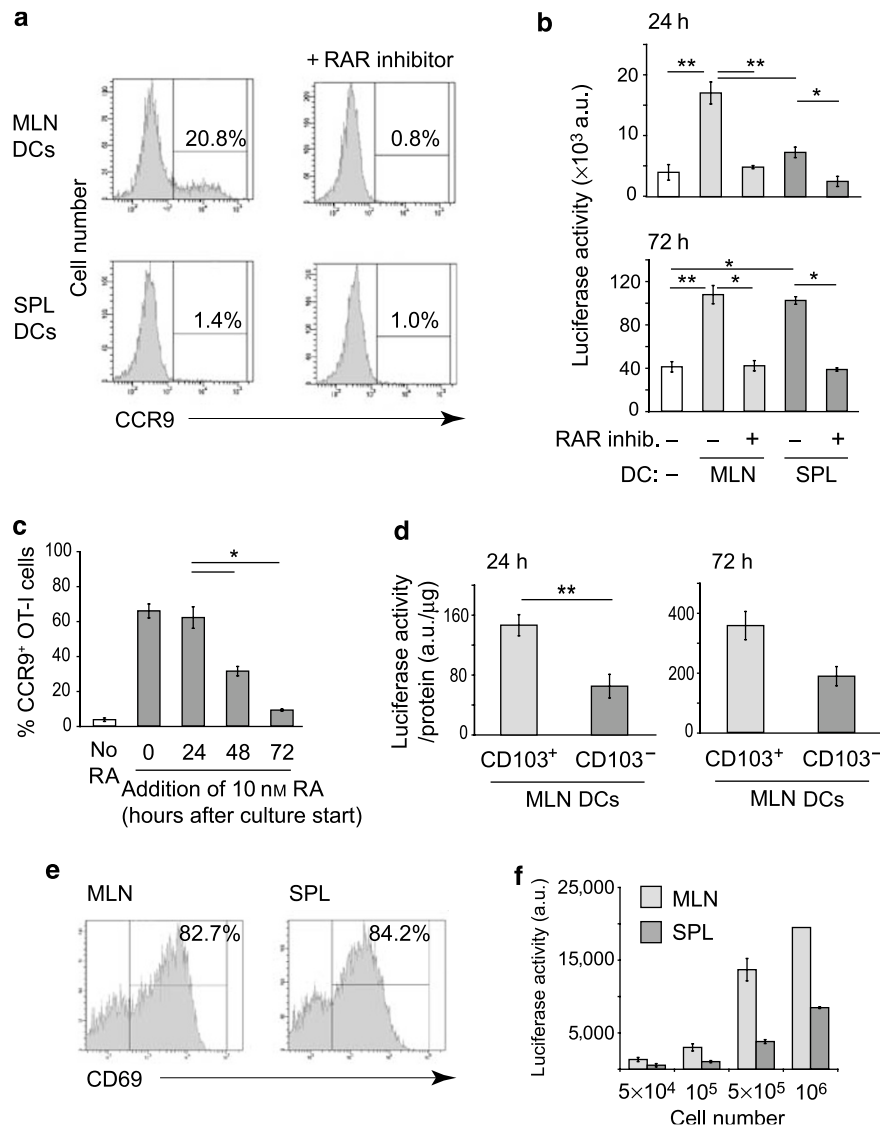 a
+ RAR inhibitor
MLN
DCs
20.8%
0.8%
Cell number
SPL
DCs
1.4%
1.0%
CCR9
b
24 h
**
**
*
20
10
0
72 h
*
**
*
*
120
80
40
0
Luciferase activity (×10³ a.u.)
RAR inhib. – – + – +
DC: – MLN SPL
c
% CCR9⁺ OT-I cells
100
80
60
40
20
0
*
No
RA
0 24 48 72
Addition of 10 nM RA
(hours after culture start)
d
24 h
72 h
Luciferase activity
/protein (a.u./μg)
160
80
0
**
400
200
0
CD103⁺ CD103⁻
MLN DCs
CD103⁺ CD103⁻
MLN DCs
e
MLN
SPL
82.7%
84.2%
CD69
f
Luciferase activity (a.u.)
25,000
15,000
5,000
MLN
SPL
5×10⁴ 10⁵ 5×10⁵ 10⁶
Cell number